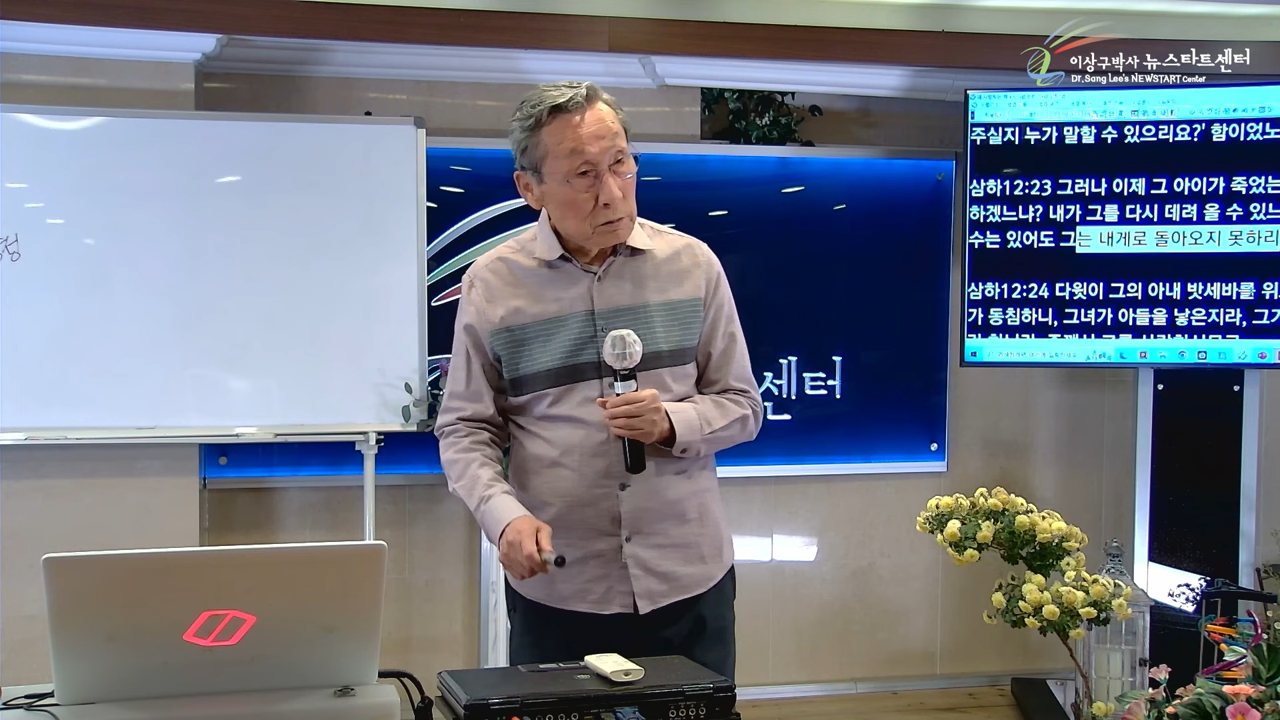 이상구박사 뉴스타트센터
Dr. Sang Lee's NEWSTART Center
주실지 누가 말할 수 있으리요?' 함이었노
삼하12:23 그러나 이제 그 아이가 죽었는
하겠느냐? 내가 그를 다시 데려 올 수 있느
수는 있어도 그는 내게로 돌아오지 못하리
삼하12:24 다윗이 그의 아내 밧세바를 위
가 동침하니, 그녀가 아들을 낳은지라, 그가
센터